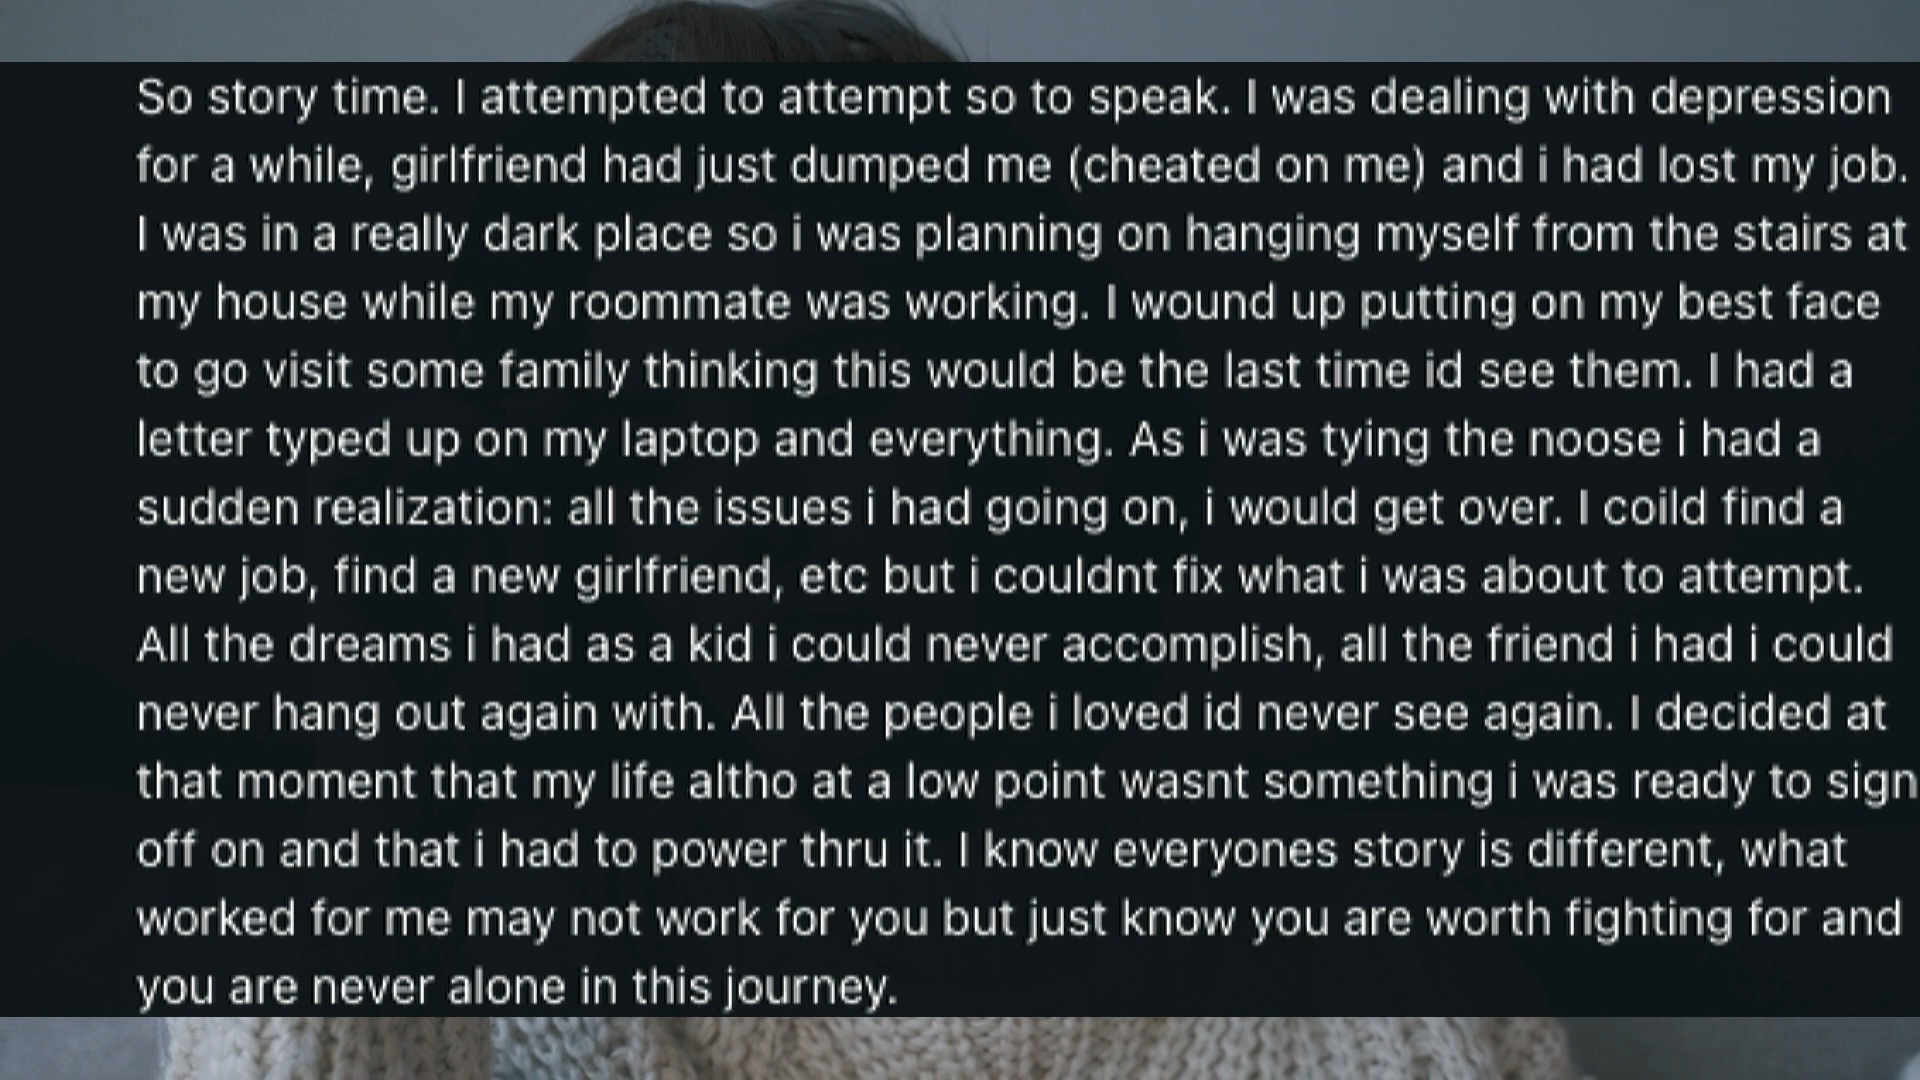 So story time. I attempted to attempt so to speak. I was dealing with depression
for a while, girlfriend had just dumped me (cheated on me) and i had lost my job.
I was in a really dark place so i was planning on hanging myself from the stairs at
my house while my roommate was working. I wound up putting on my best face
to go visit some family thinking this would be the last time id see them. I had a
letter typed up on my laptop and everything. As i was tying the noose i had a
sudden realization: all the issues i had going on, i would get over. I coild find a
new job, find a new girlfriend, etc but i couldnt fix what i was about to attempt.
All the dreams i had as a kid i could never accomplish, all the friend i had i could
never hang out again with. All the people i loved id never see again. I decided at
that moment that my life altho at a low point wasnt something i was ready to sign
off on and that i had to power thru it. I know everyones story is different, what
worked for me may not work for you but just know you are worth fighting for and
you are never alone in this journey.